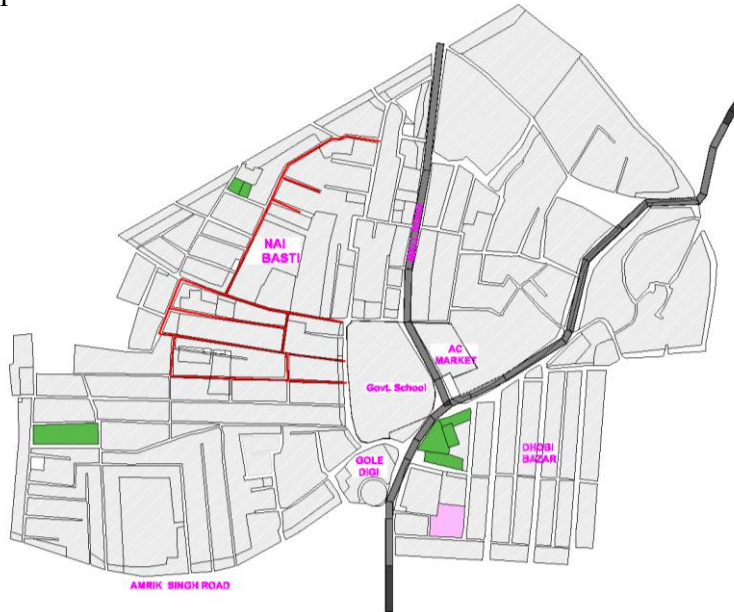 NAI
BASTI
AC
MARKET
Govt. School
GOLE
DIGI
DHOBI
BAZAR
AMRIK SINGH ROAD